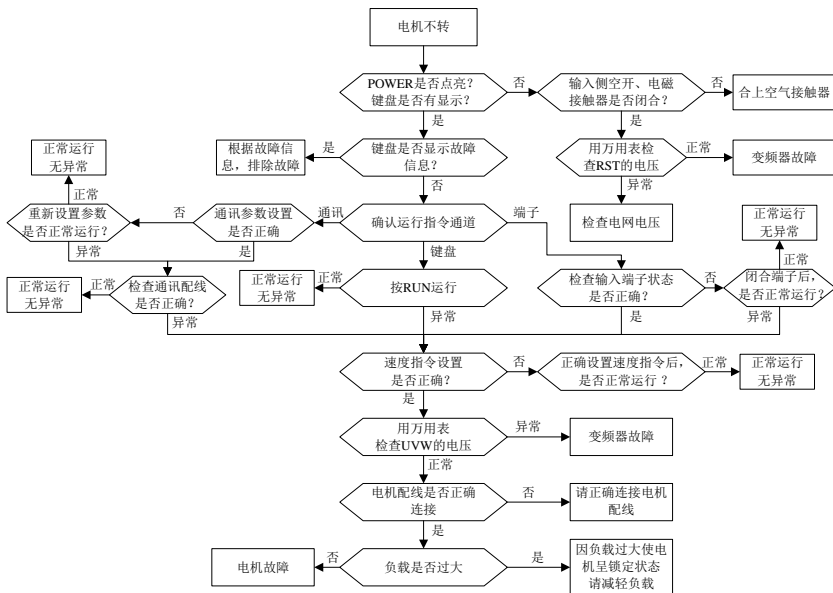 电机不转
POWER是否点亮？
键盘是否有显示？
否
输入侧空开、电磁
接触器是否闭合？
否
合上空气接触器
是
是
正常运行
无异常
根据故障信
息，排除故障
是
键盘是否显示故障
信息？
用万用表检
查RST的电压
正常
变频器故障
正常
否
异常
重新设置参数
是否正常运行？
否
通讯参数设置
是否正确
通讯
确认运行指令通道
端子
检查电网电压
正常运行
无异常
异常
是
键盘
正常
正常运行
无异常
正常
检查通讯配线
是否正确？
正常运行
无异常
正常
按RUN运行
检查输入端子状态
是否正确？
否
闭合端子后，
是否正常运行？
异常
异常
是
异常
速度指令设置
是否正确？
否
正确设置速度指令后，
是否正常运行 ？
正常
正常运行
无异常
是
用万用表
检查UVW的电压
异常
变频器故障
正常
电机配线是否正确
连接
否
请正确连接电机
配线
是
电机故障
否
负载是否过大
是
因负载过大使电
机呈锁定状态
请减轻负载